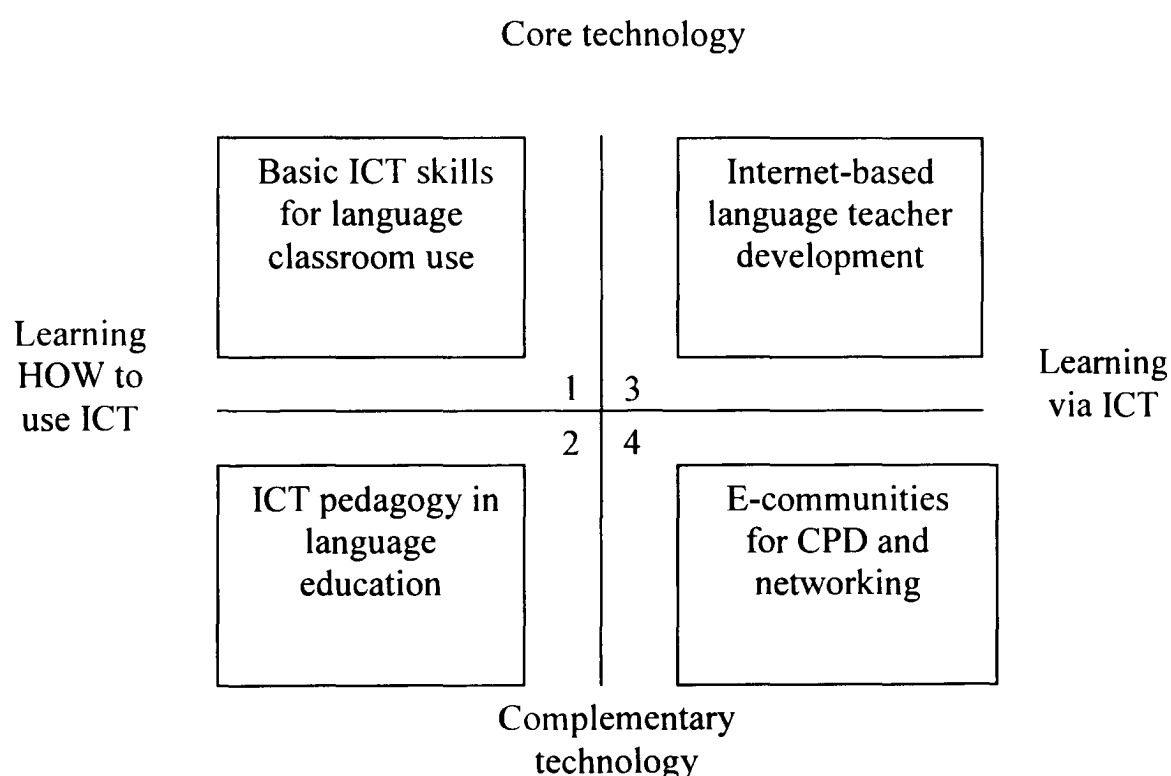 Core technology
Basic ICT skills
for language
classroom use
Internet-based
language teacher
development
Learning
HOW to
use ICT
Learning
via ICT
1
3
2
4
ICT pedagogy in
language
education
E-communities
for CPD and
networking
Complementary
technology